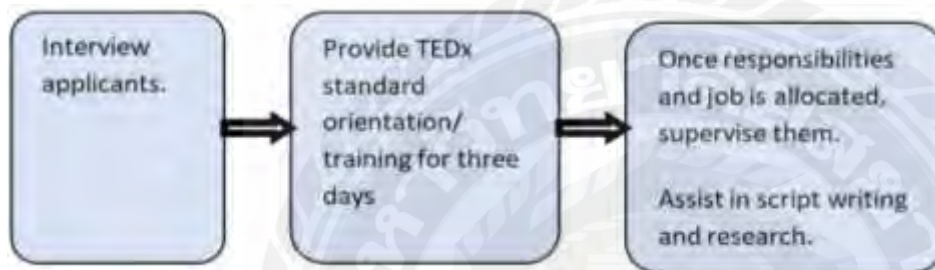 Interview
applicants.
Provide TEDx
standard
orientation/
training for three
days
Once responsibilities
and job is allocated,
supervise them.
Assist in script writing
and research.